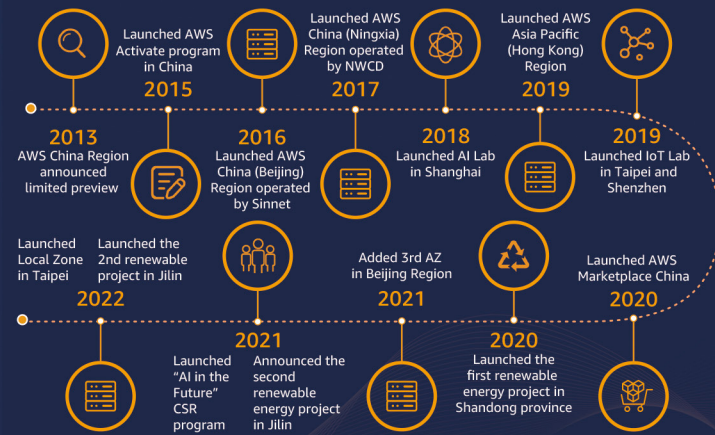 Launched AWS
Activate program
in China
2015
Launched AWS
China (Ningxia)
Region operated
by NWCD
2017
Launched AWS
Asia Pacific
(Hong Kong)
Region
2019
2013
AWS China Region
announced
limited preview
2016
Launched AWS
China (Beijing)
Region operated
by Sinnet
2018
Launched AI Lab
in Shanghai
2019
Launched IoT Lab
in Taipei and
Shenzhen
Launched AWS
Marketplace China
2020
2020
Launched the
first renewable
energy project in
Shandong province
Added 3rd AZ
in Beijing Region
2021
2021
Launched
“AI in the
Future”
CSR
program
Announced the
second
renewable
energy project
in Jilin
Launched
Local Zone
in Taipei
Launched the
2nd renewable
project in Jilin
2022